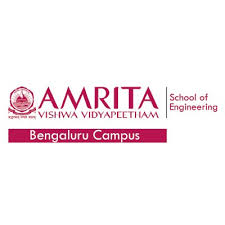 AMRITA
VISHWA VIDYAPEETHAM
School of
Engineering
Bengaluru Campus